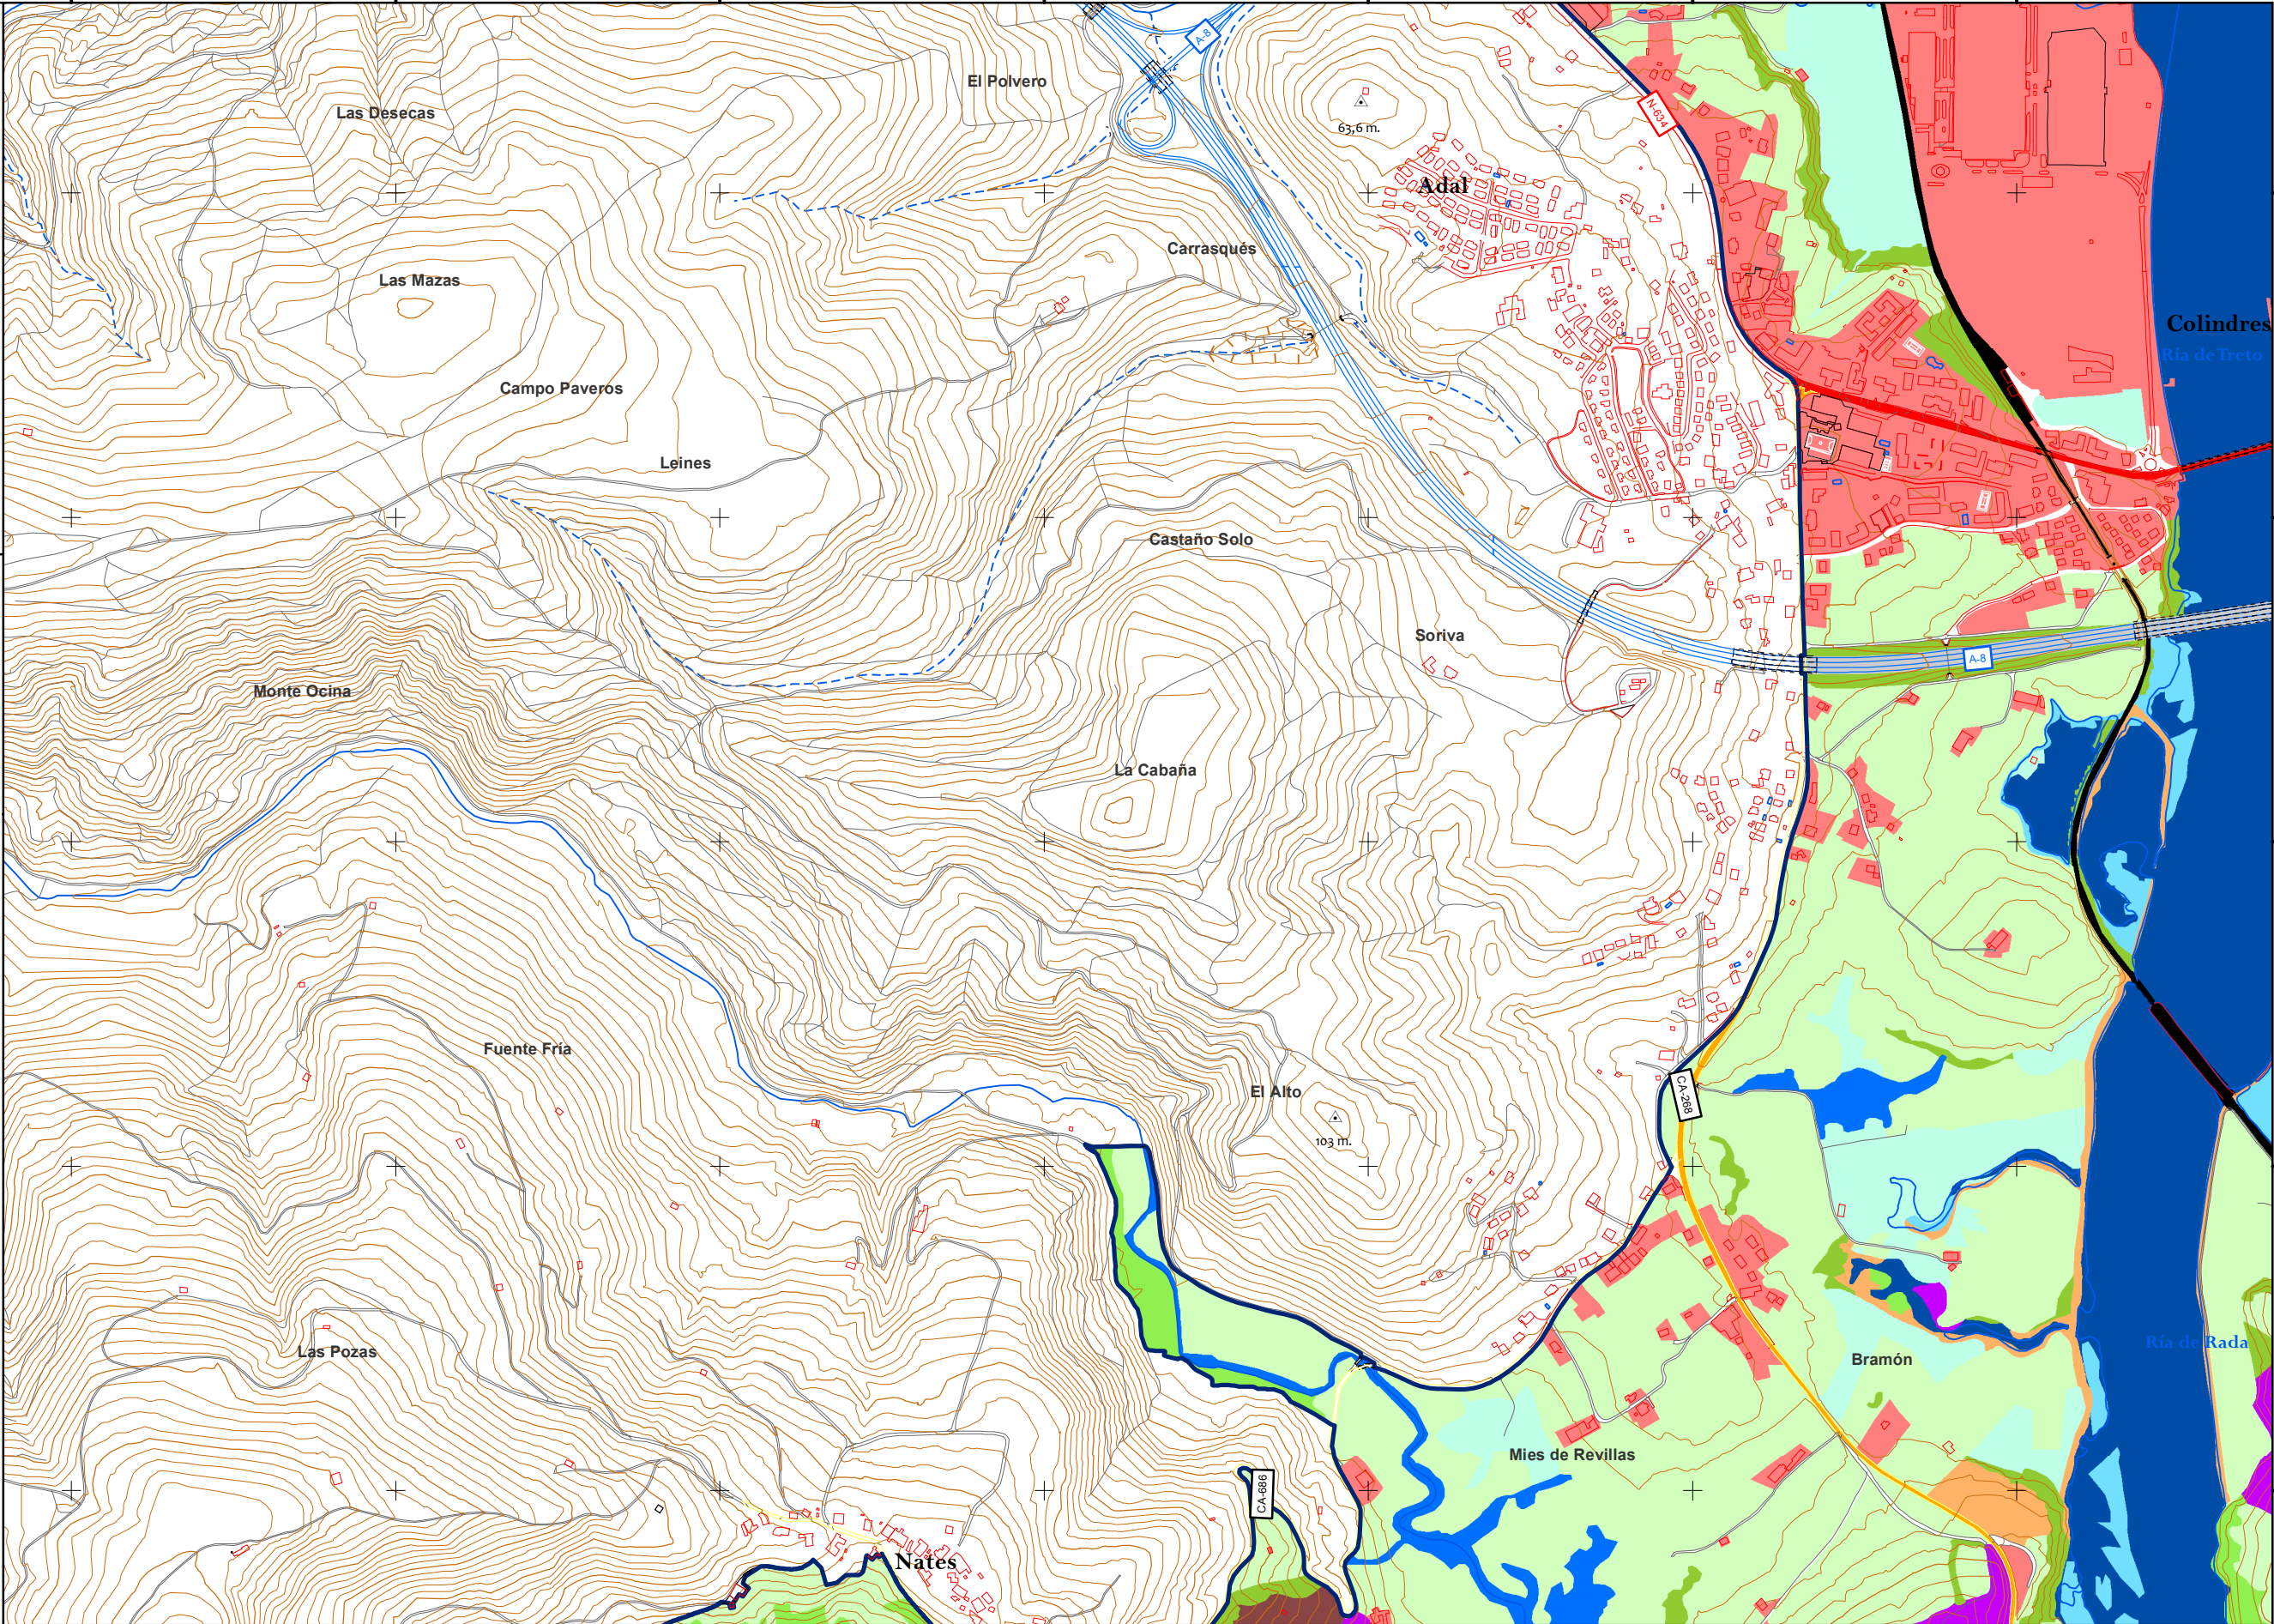 A-8
El Polvero
Las Desecas
N-634
63,6 m.
Adal
Carrasqués
Las Mazas
Colindres
Ría de Treto
Campo Paveros
Leines
Castaño Solo
Soriva
A-8
Monte Ocina
La Cabaña
Fuente Fría
El Alto
CA-268
103 m.
Ría de Rada
Las Pozas
Bramón
Mies de Revillas
CA-686
Nates